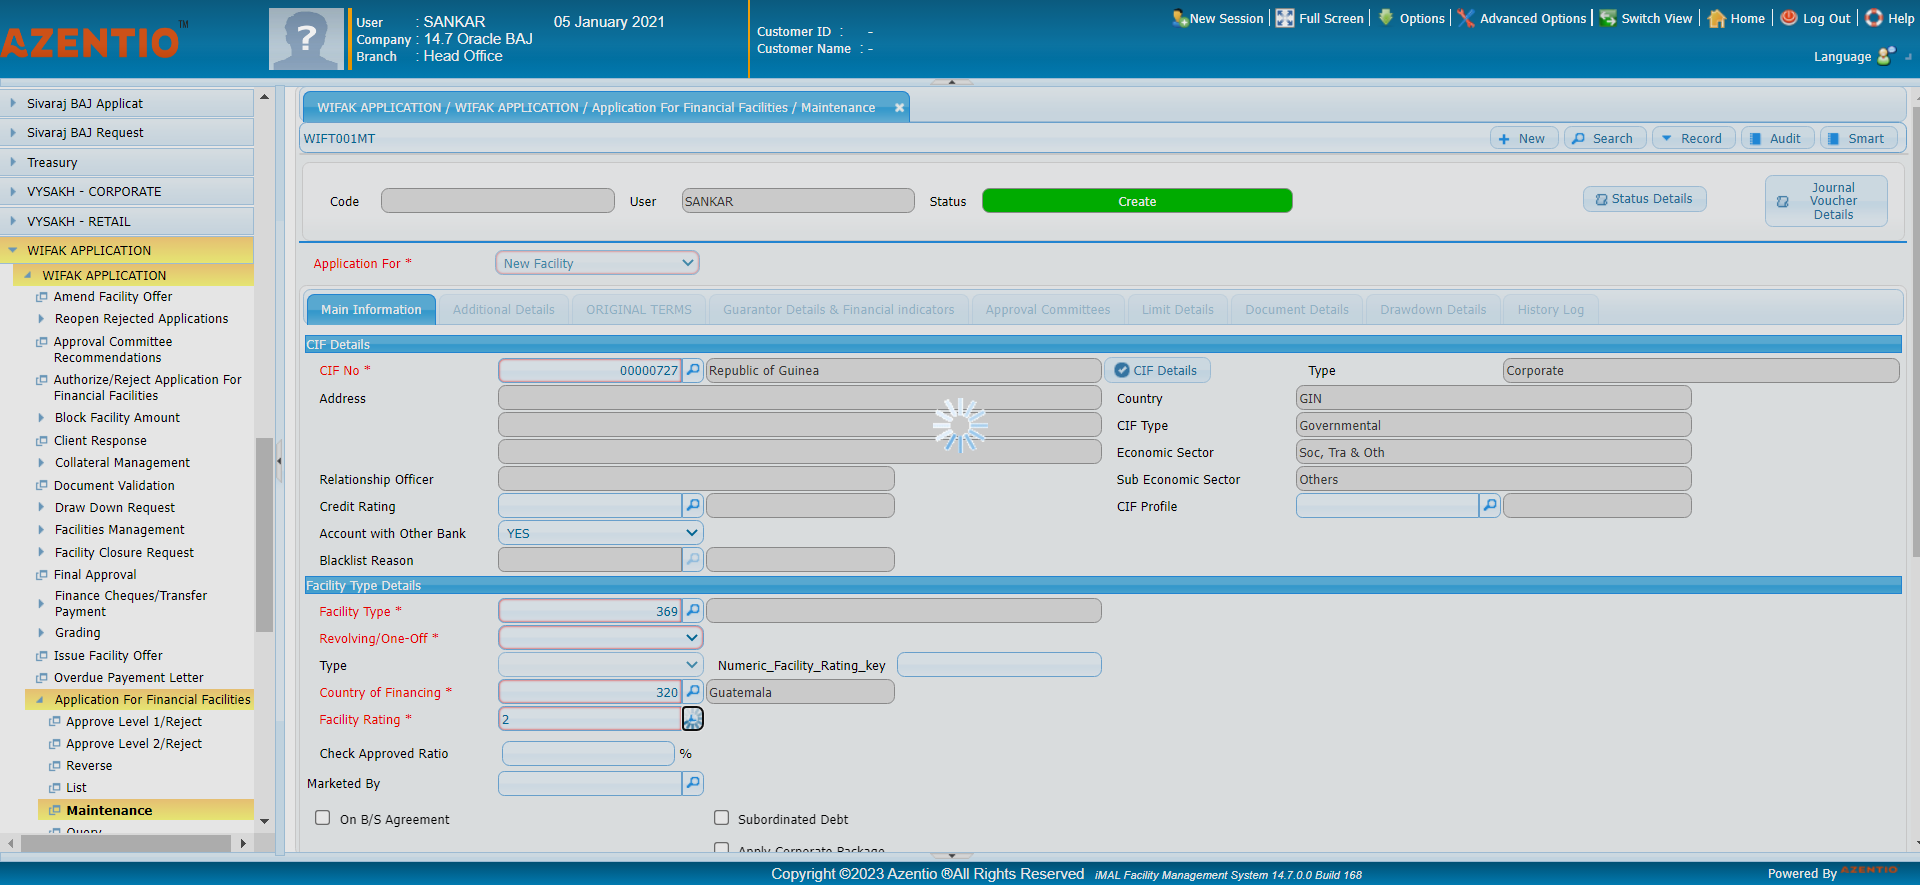 AZENTIO™
?
User : SANKAR
Company : 14.7 Oracle BAJ
Branch : Head Office
05 January 2021
Customer ID : -
Customer Name : -
New Session | Full Screen | Options | Advanced Options | Switch View | Home | Log Out | Help
Language
Sivaraj BAJ Applicat
Sivaraj BAJ Request
Treasury
VYSAKH - CORPORATE
VYSAKH - RETAIL
WIFAK APPLICATION
WIFAK APPLICATION
Amend Facility Offer
Reopen Rejected Applications
Approval Committee
Recommendations
Authorize/Reject Application For
Financial Facilities
Block Facility Amount
Client Response
Collateral Management
Document Validation
Draw Down Request
Facilities Management
Facility Closure Request
Final Approval
Finance Cheques/Transfer
Payment
Grading
Issue Facility Offer
Overdue Payment Letter
Application For Financial Facilities
Approve Level 1/Reject
Approve Level 2/Reject
Reverse
List
Maintenance
Query
WIFAK APPLICATION / WIFAK APPLICATION / Application For Financial Facilities / Maintenance
WIFT001MT
New Search Record Audit Smart
Code User SANKAR Status Create
Status Details
Journal
Voucher
Details
Application For * New Facility
Main Information Additional Details ORIGINAL TERMS Guarantor Details & Financial indicators Approval Committees Limit Details Document Details Drawdown Details History Log
CIF Details
CIF No * 00000727 Republic of Guinea CIF Details Type Corporate
Address Country GIN
CIF Type Governmental
Economic Sector Soc, Tra & Oth
Relationship Officer Sub Economic Sector Others
Credit Rating CIF Profile
Account with Other Bank YES
Blacklist Reason
Facility Type Details
Facility Type * 369
Revolving/One-Off *
Type Numeric_Facility_Rating_key
Country of Financing * 320 Guatemala
Facility Rating * 2
Check Approved Ratio %
Marketed By
On B/S Agreement Subordinated Debt
Apply Corporate Package
Copyright ©2023 Azentio ®All Rights Reserved iMAL Facility Management System 14.7.0.0 Build 168
Powered By AZENTIO